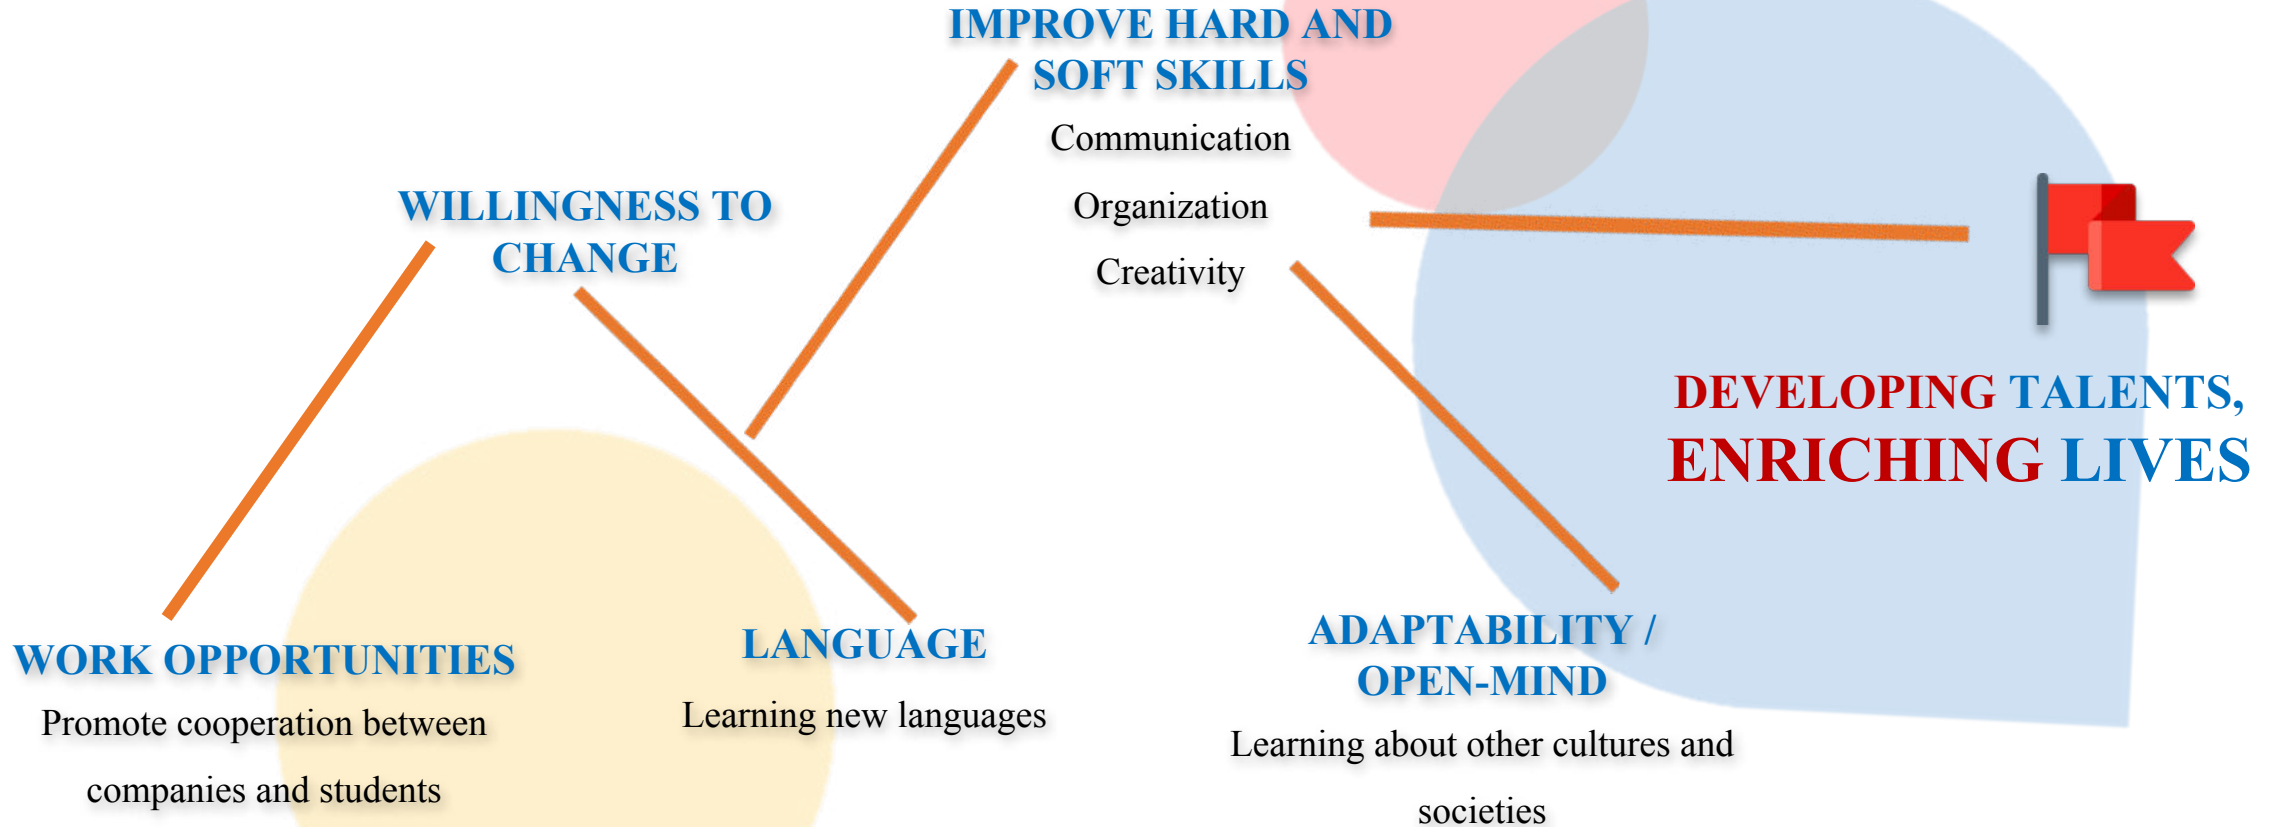 IMPROVE HARD AND
SOFT SKILLS
Communication
Organization
Creativity
WILLINGNESS TO
CHANGE
DEVELOPING TALENTS,
ENRICHING LIVES
WORK OPPORTUNITIES
Promote cooperation between
companies and students
LANGUAGE
Learning new languages
ADAPTABILITY /
OPEN-MIND
Learning about other cultures and
societies